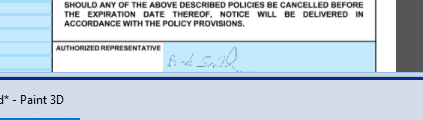 SHOULD ANY OF THE ABOVE DESCRIBED POLICIES BE CANCELLED BEFORE
THE EXPIRATION DATE THEREOF, NOTICE WILL BE DELIVERED IN
ACCORDANCE WITH THE POLICY PROVISIONS.
AUTHORIZED REPRESENTATIVE
Smith
d* - Paint 3D